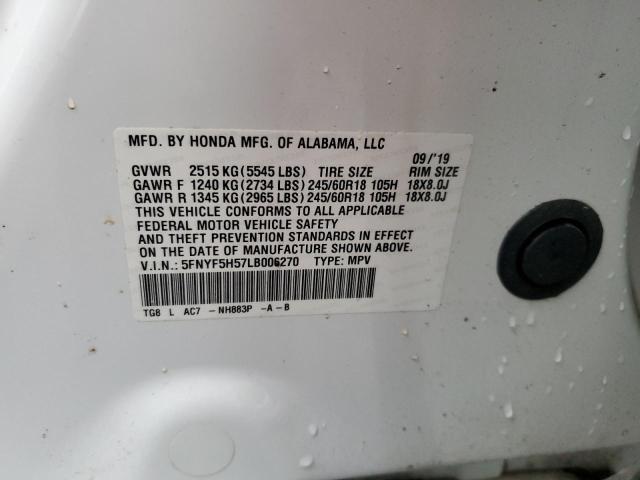 MFD. BY HONDA MFG. OF ALABAMA, LLC 09/'19
GVWR 2515 KG (5545 LBS) TIRE SIZE RIM SIZE
GAWR F 1240 KG (2734 LBS) 245/60R18 105H 18X8.0J
GAWR R 1345 KG (2965 LBS) 245/60R18 105H 18X8.0J
THIS VEHICLE CONFORMS TO ALL APPLICABLE
FEDERAL MOTOR VEHICLE SAFETY
AND THEFT PREVENTION STANDARDS IN EFFECT
ON THE DATE OF MANUFACTURE SHOWN ABOVE.
V.I.N.: 5FNYF5H57LB006270 TYPE: MPV
TG8 L AC7 -NH883P -A-B